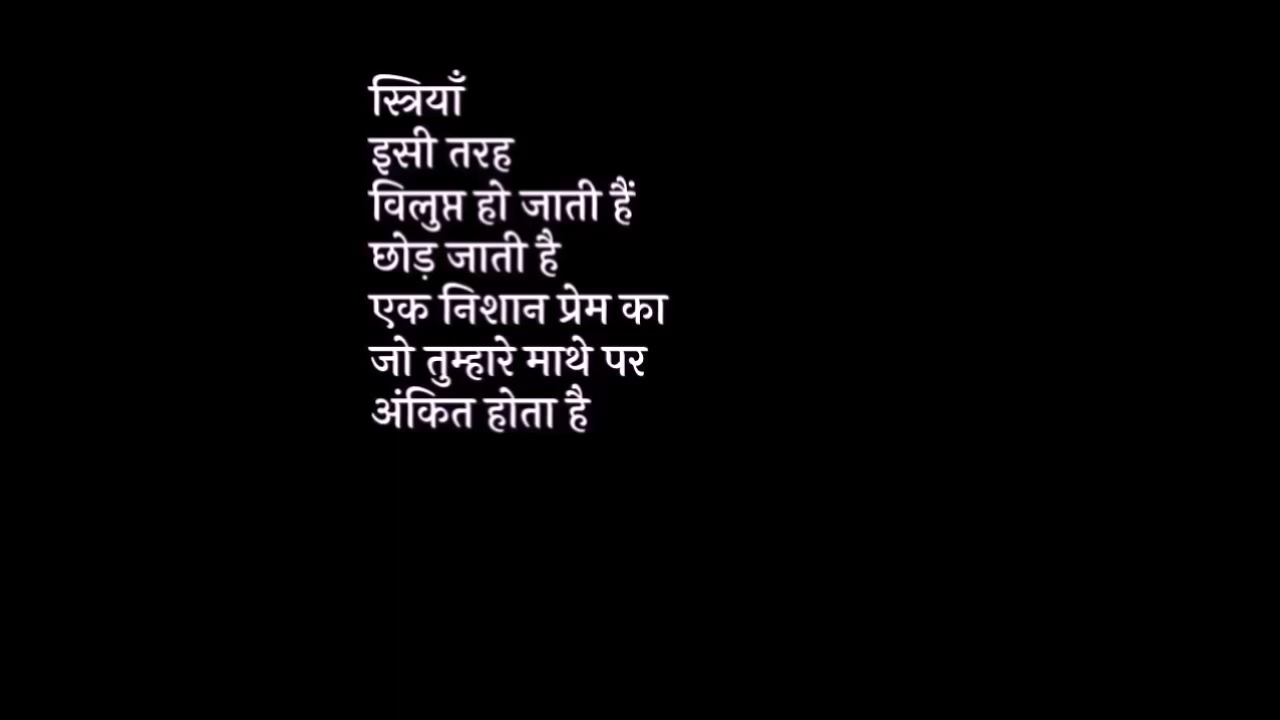 स्त्रियाँ
इसी तरह
विलुप्त हो जाती हैं
छोड़ जाती है
एक निशान प्रेम का
जो तुम्हारे माथे पर
अंकित होता है